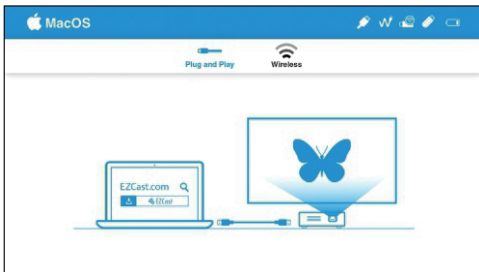 MacOS
Plug and Play
Wireless
EZCast.com
EZCast